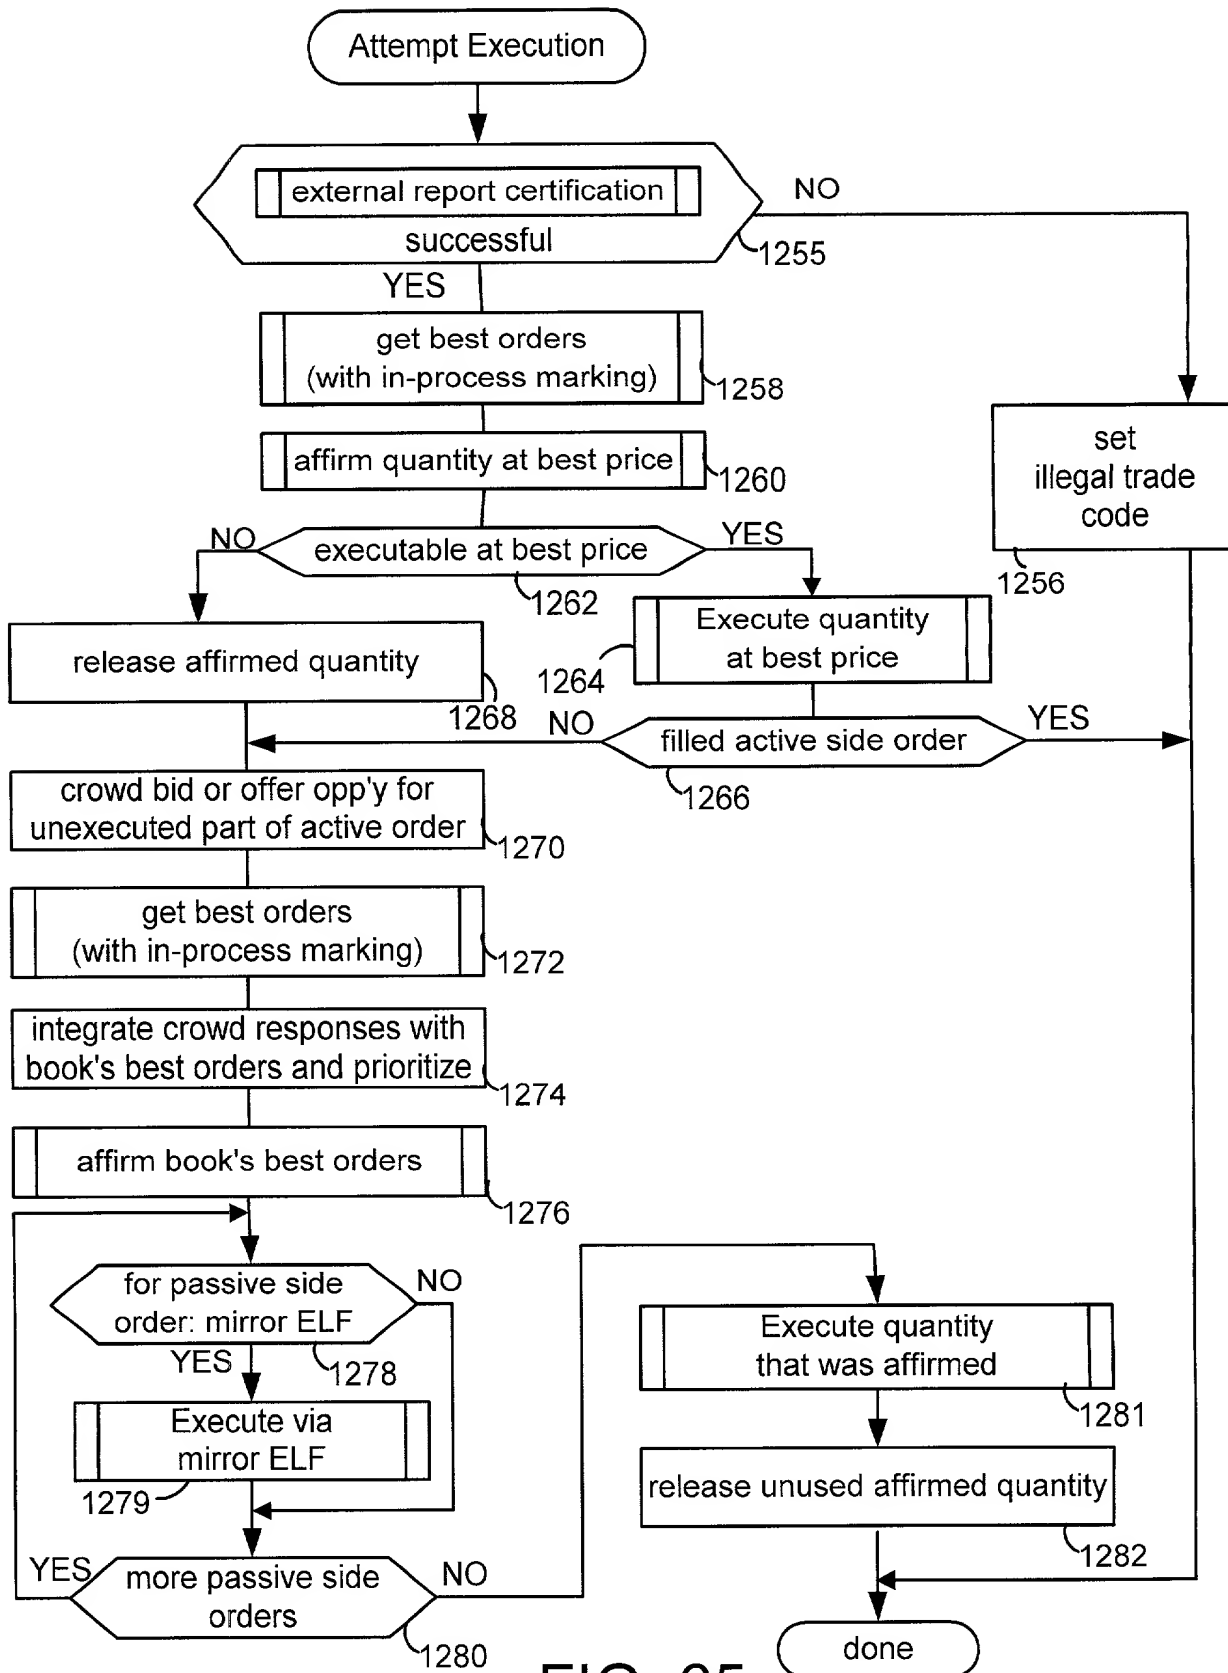 Attempt Execution
external report certification
successful
NO
1255
YES
get best orders
(with in-process marking)
1258
set
illegal trade
code
1256
affirm quantity at best price
1260
NO
executable at best price
YES
1262
Execute quantity
at best price
1264
release affirmed quantity
1268
NO
filled active side order
YES
1266
crowd bid or offer opp'y for
unexecuted part of active order
1270
get best orders
(with in-process marking)
1272
integrate crowd responses with
book's best orders and prioritize
1274
affirm book's best orders
1276
for passive side
order: mirror ELF
NO
YES
1278
Execute via
mirror ELF
1279
YES
more passive side
orders
NO
1280
Execute quantity
that was affirmed
1281
release unused affirmed quantity
1282
done